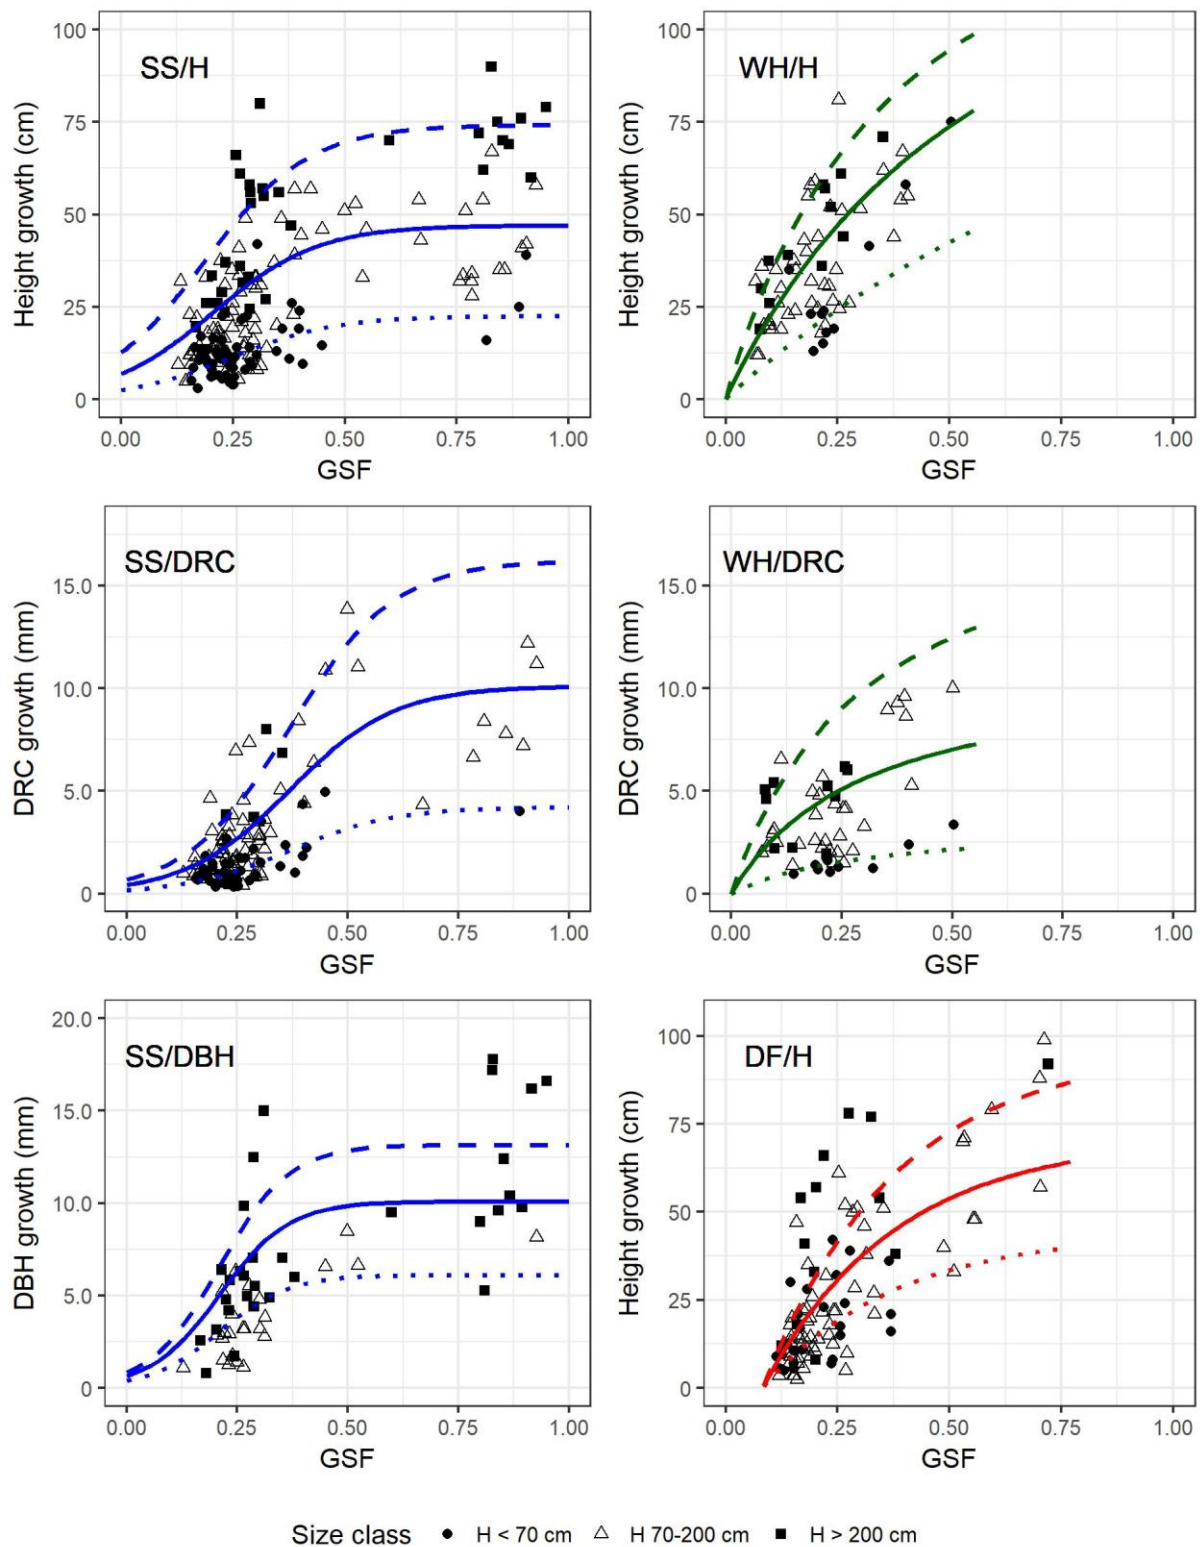 SS/H
Height growth (cm)
100
75
50
25
0
0.00 0.25 0.50 0.75 1.00
GSF
WH/H
Height growth (cm)
100
75
50
25
0
0.00 0.25 0.50 0.75 1.00
GSF
SS/DRC
DRC growth (mm)
15.0
10.0
5.0
0
0.00 0.25 0.50 0.75 1.00
GSF
WH/DRC
DRC growth (mm)
15.0
10.0
5.0
0
0.00 0.25 0.50 0.75 1.00
GSF
SS/DBH
DBH growth (mm)
20.0
15.0
10.0
5.0
0
0.00 0.25 0.50 0.75 1.00
GSF
DF/H
Height growth (cm)
100
75
50
25
0
0.00 0.25 0.50 0.75 1.00
GSF
Size class H < 70 cm H 70-200 cm H > 200 cm